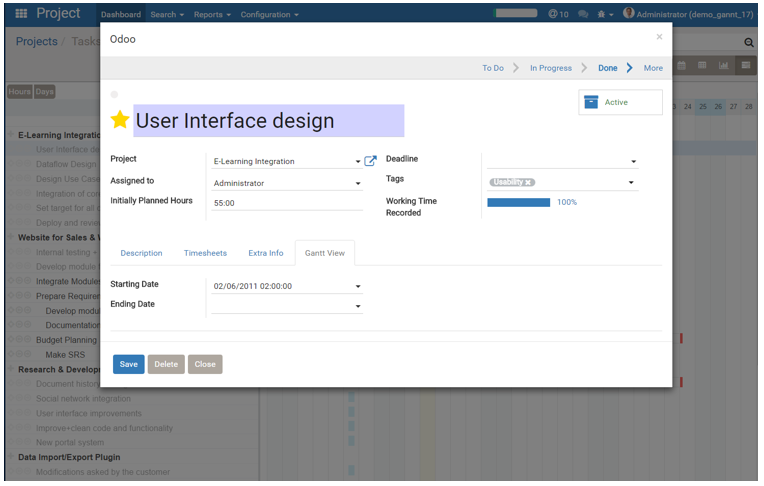 Project Dashboard Search Reports Configuration @ 10 Administrator (demo_gannt_17)
Projects / Tasks
Odoo ×
To Do In Progress Done More
Hours Days
Active
24 25 26 27 28
User Interface design
E-Learning Integratio
User Interface de
Dataflow Design
Design Use Case
Integration of con
Set target for all
Deploy and revie
Website for Sales & W
Internal testing +
Develop module
Integrate Modules
Prepare Requirem
Develop modul
Documentation
Budget Planning
Make SRS
Research & Develop
Document history
Social network integration
User interface improvements
Improve+clean code and functionality
New portal system
Data Import/Export Plugin
Modifications asked by the customer
Project E-Learning Integration Deadline
Assigned to Administrator Tags Usability x
Initially Planned Hours 55:00 Working Time
Recorded 100%
Description Timesheets Extra Info Gantt View
Starting Date 02/06/2011 02:00:00
Ending Date
Save Delete Close